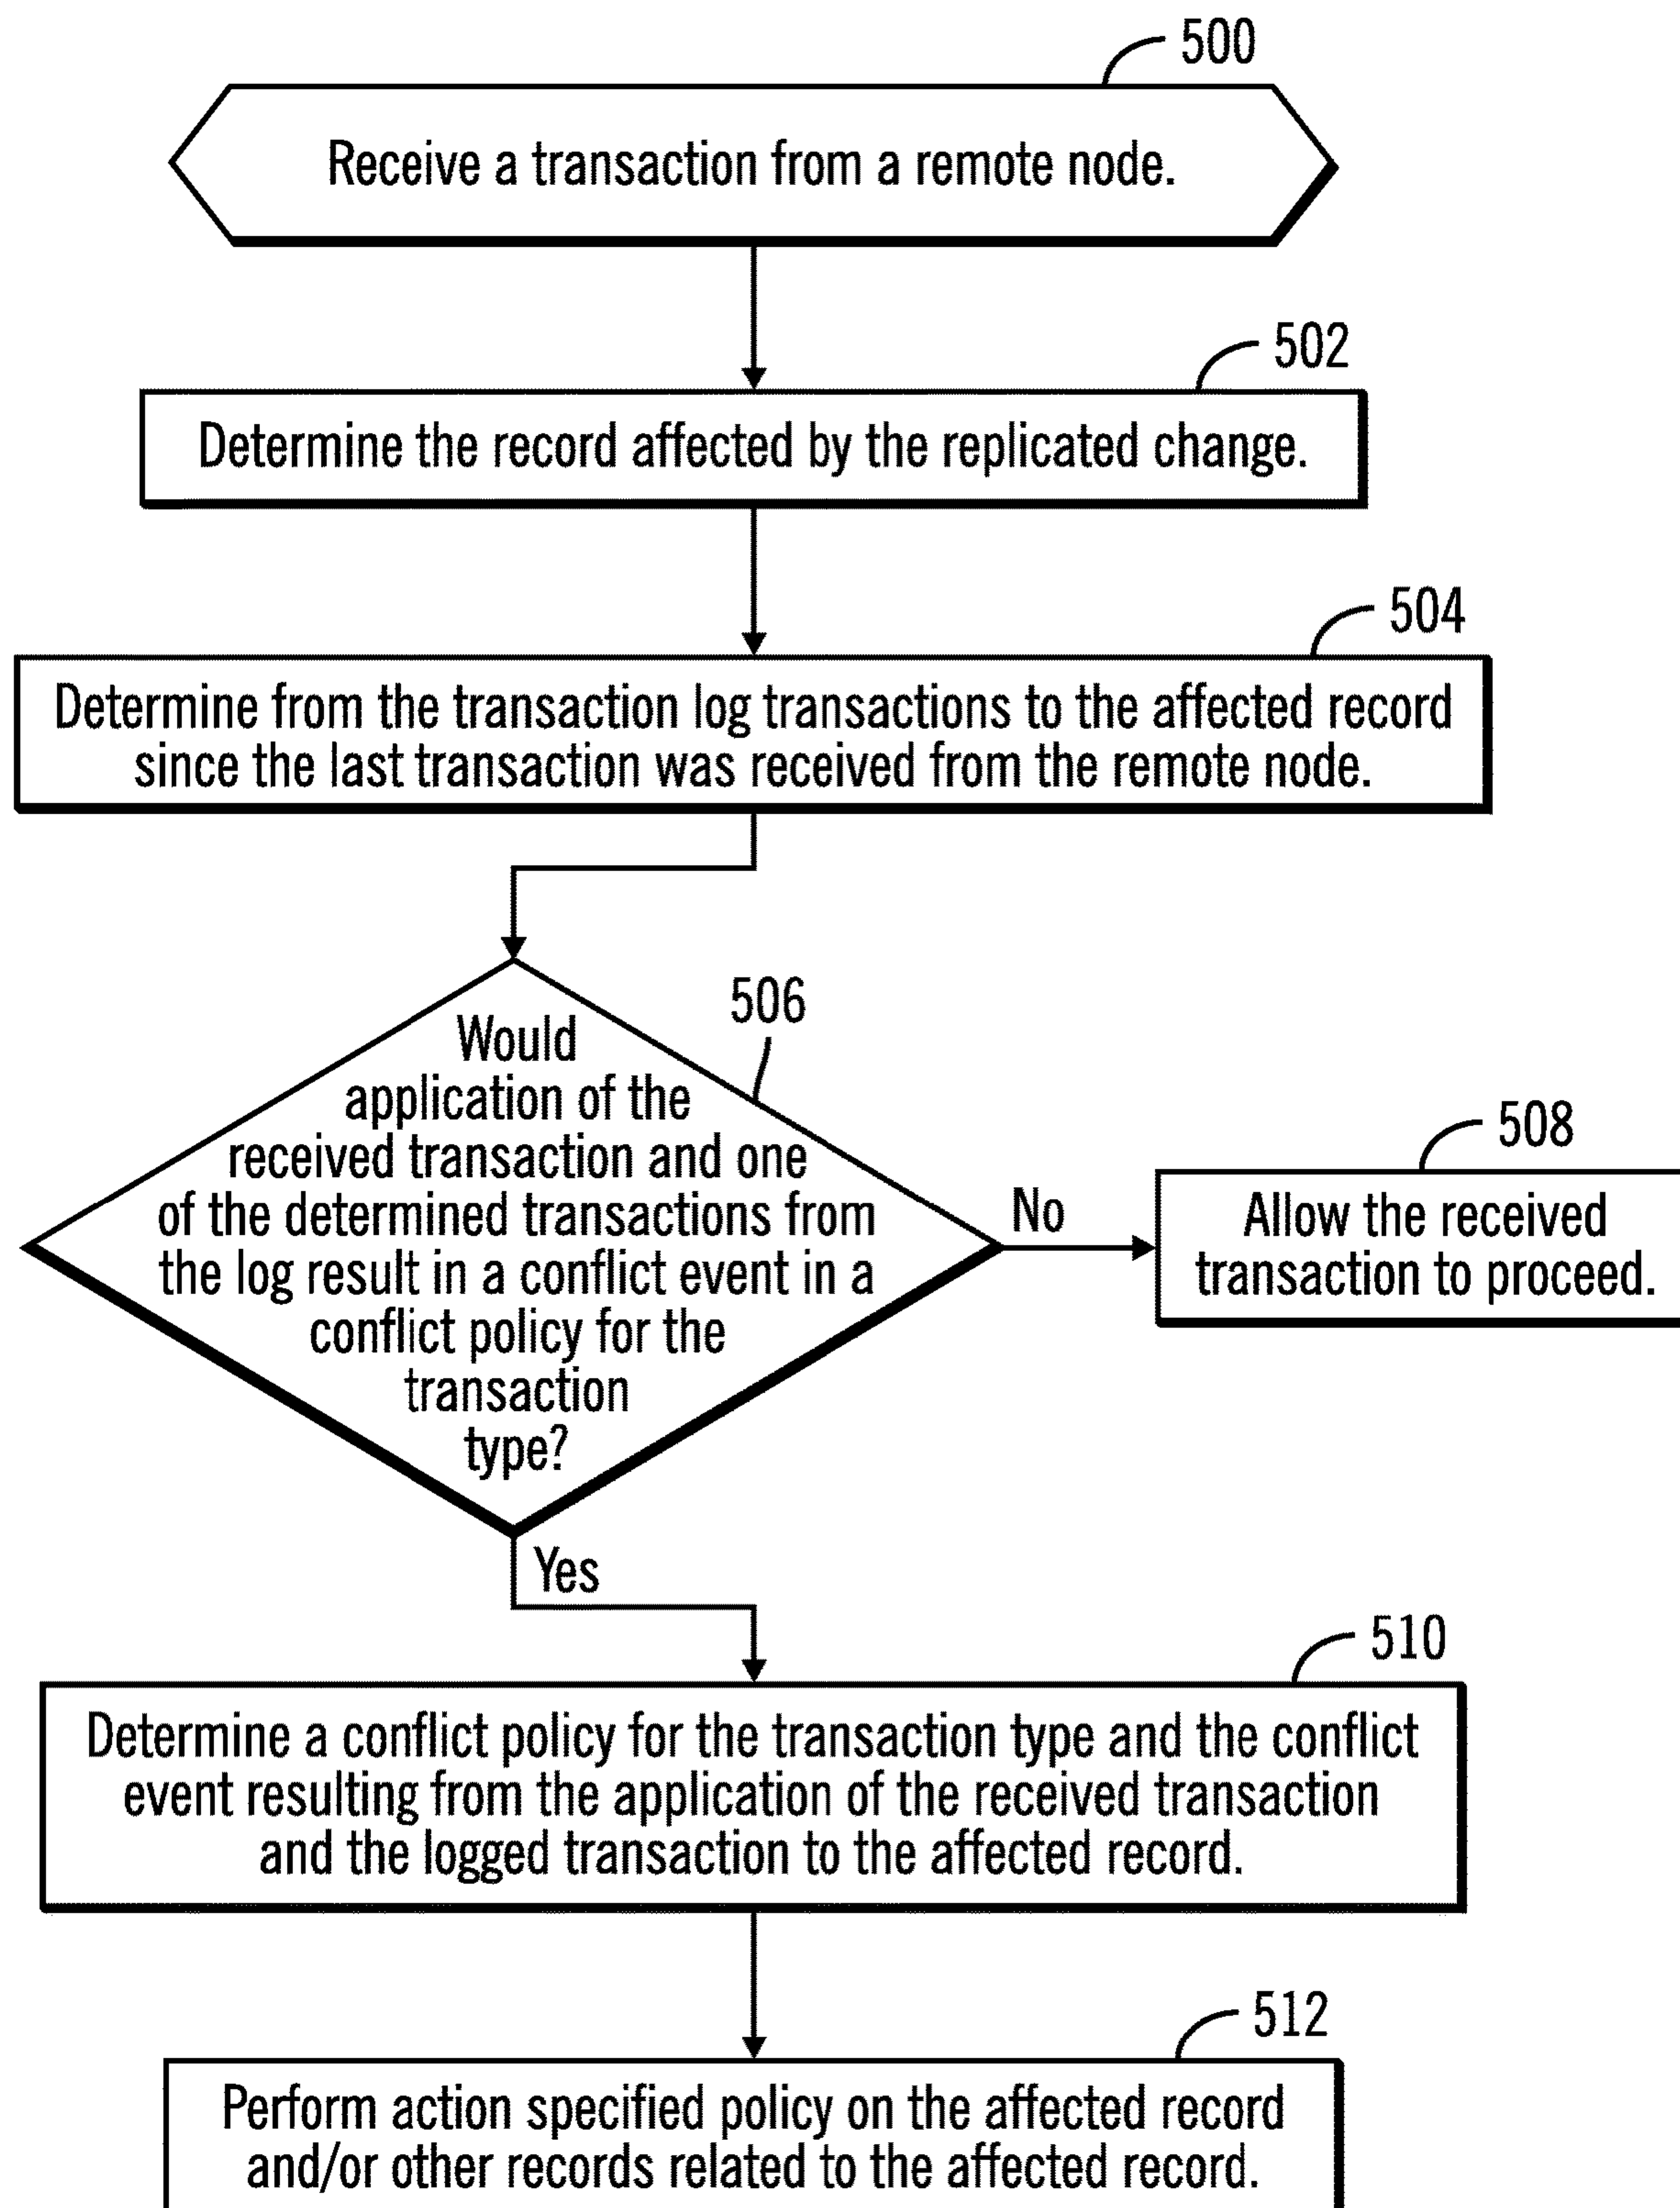 500
Receive a transaction from a remote node.
502
Determine the record affected by the replicated change.
504
Determine from the transaction log transactions to the affected record
since the last transaction was received from the remote node.
506
Would
application of the
received transaction and one
of the determined transactions from
the log result in a conflict event in a
conflict policy for the
transaction
type?
No
508
Allow the received
transaction to proceed.
Yes
510
Determine a conflict policy for the transaction type and the conflict
event resulting from the application of the received transaction
and the logged transaction to the affected record.
512
Perform action specified policy on the affected record
and/or other records related to the affected record.